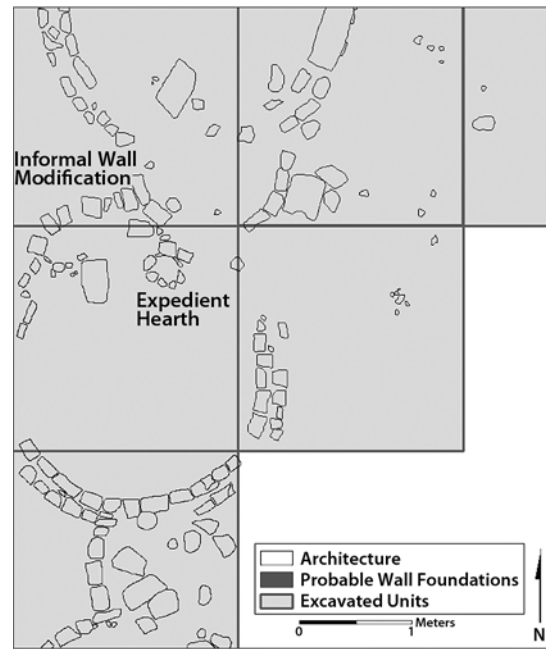 Informal Wall
Modification
Expedient
Hearth
Architecture
Probable Wall Foundations
Excavated Units
Meters
0 1
N